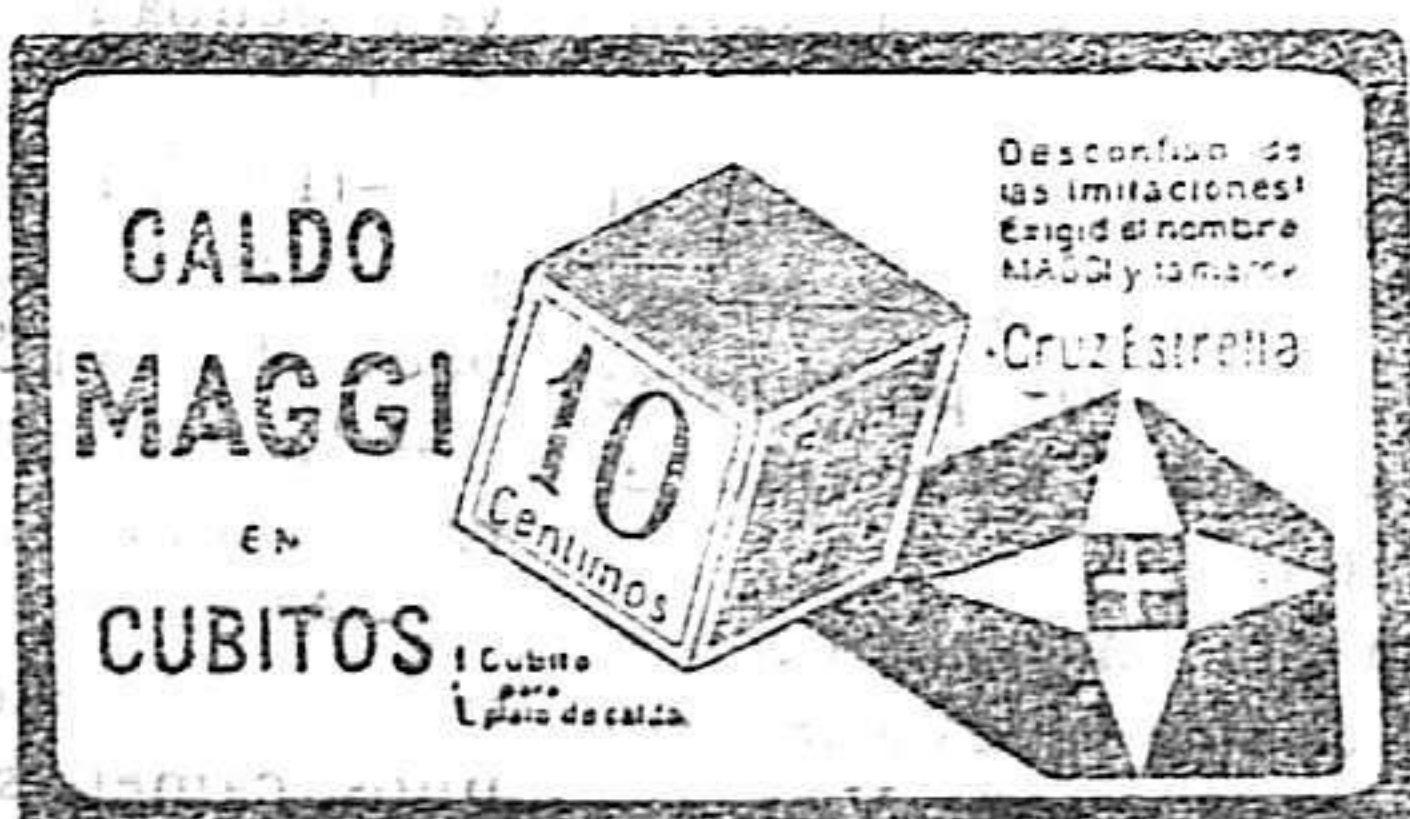 CALDO
MAGGI
EN
CUBITOS
10
Centimos
1 Cubito
para
1 plato de caldo.
de
las imitaciones!
Exigid el nombre
MAGGI y la marca
Cruz Estrella